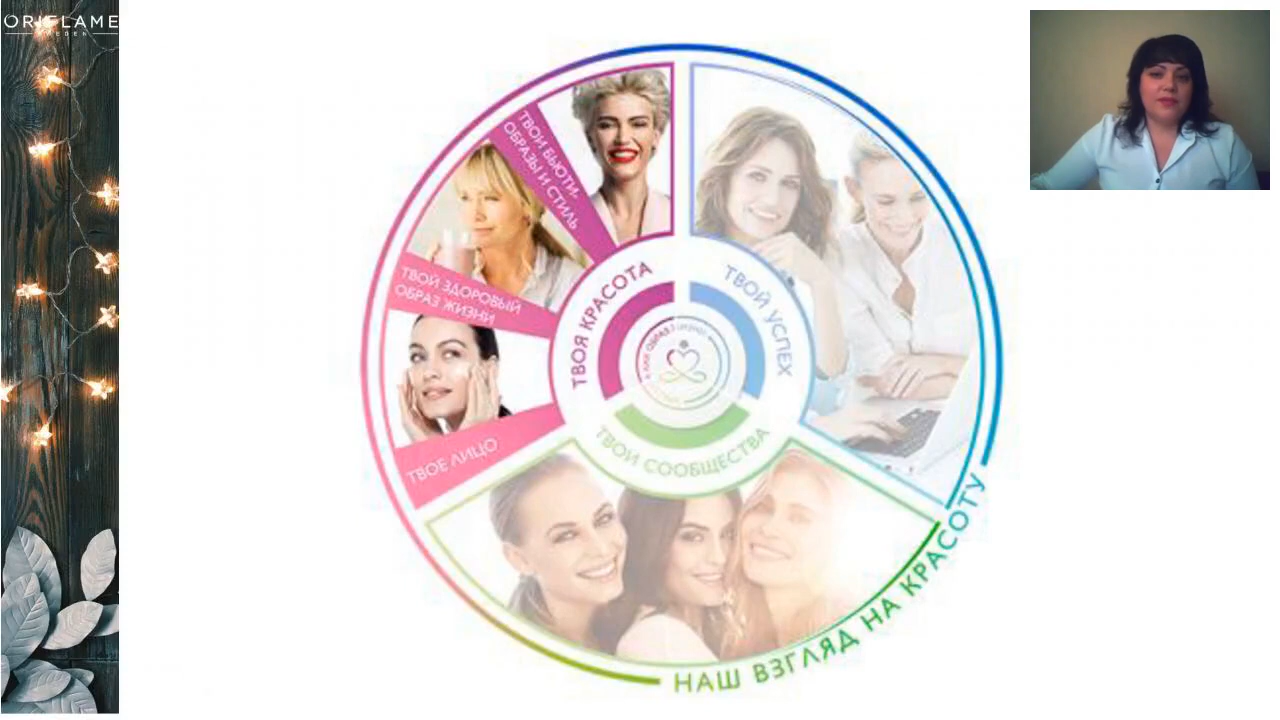 ORIFLAME
SWEDEN
ТВОИ БЬЮТИ-
ОБРАЗЫ И СТИЛЬ
ТВОЙ ЗДОРОВЫЙ
ОБРАЗ ЖИЗНИ
ТВОЕ ЛИЦО
ТВОЯ КРАСОТА
ТВОЙ УСПЕХ
ТВОИ СООБЩЕСТВА
НАШ ВЗГЛЯД НА КРАСОТУ